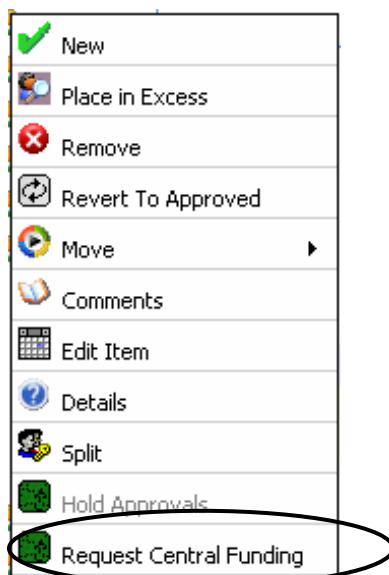 New
Place in Excess
Remove
Revert To Approved
Move
Comments
Edit Item
Details
Split
Hold Approvals
Request Central Funding